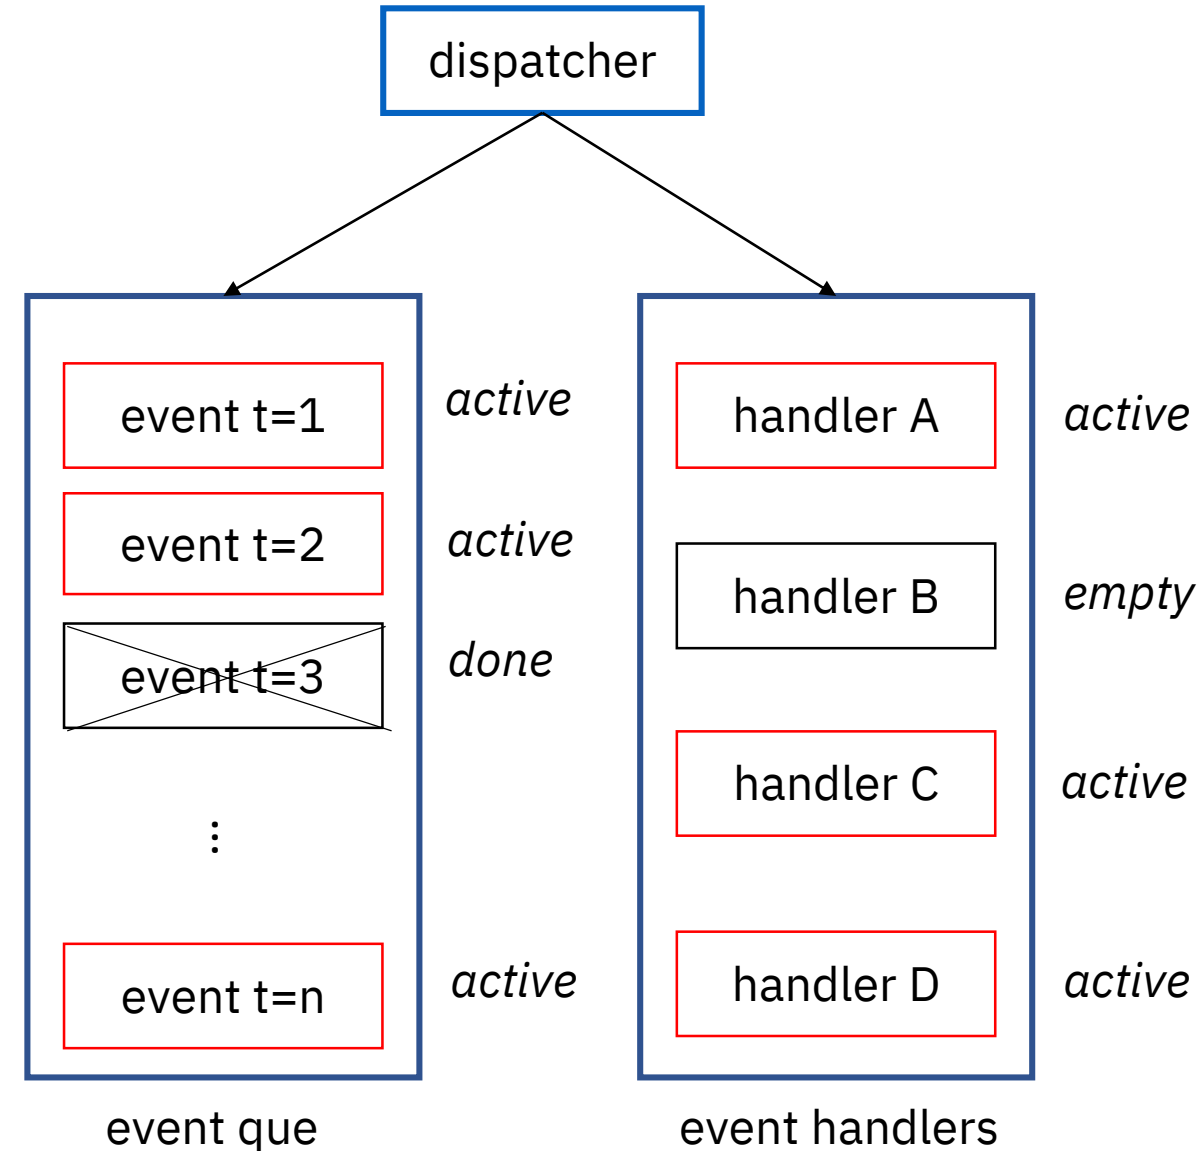 dispatcher
event t=1
active
event t=2
active
event t=3
done
⋮
event t=n
active
event que
handler A
active
handler B
empty
handler C
active
handler D
active
event handlers